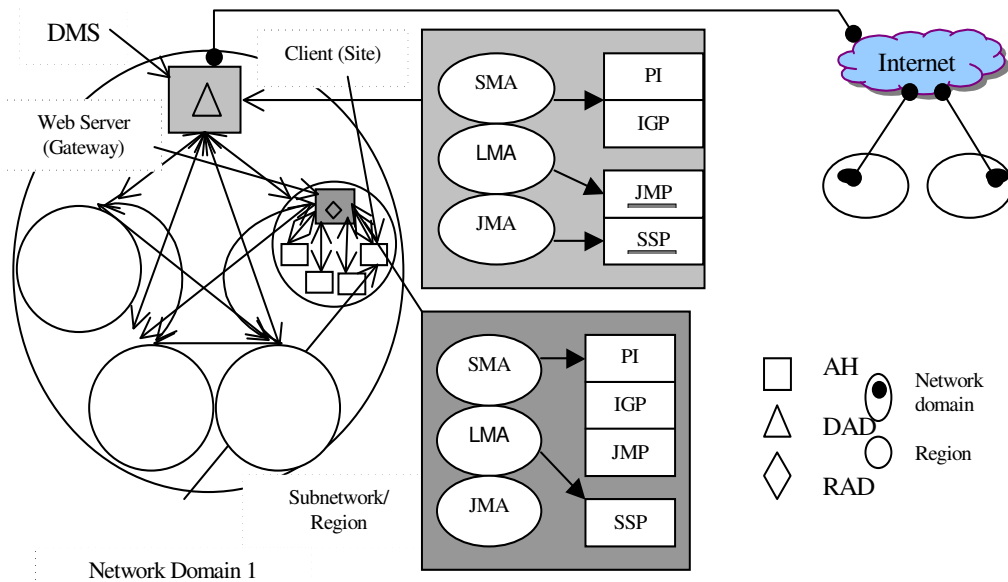 DMS
Client (Site)
Web Server
(Gateway)
SMA
LMA
JMA
PI
IGP
JMP
SSP
Internet
SMA
LMA
JMA
PI
IGP
JMP
SSP
AH
DAD
RAD
Network
domain
Region
Subnetwork/
Region
Network Domain 1